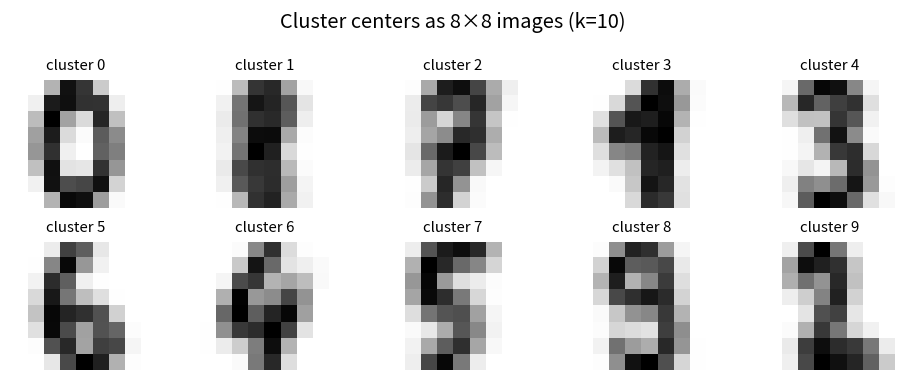 Cluster centers as 8×8 images (k=10)
cluster 0 cluster 1 cluster 2 cluster 3 cluster 4
cluster 5 cluster 6 cluster 7 cluster 8 cluster 9